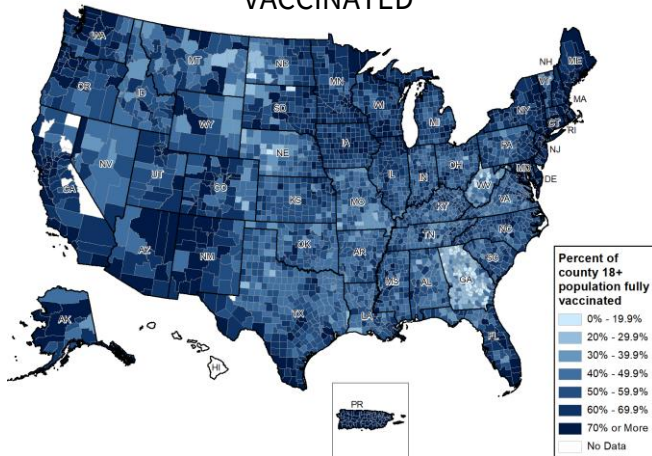 VACCINATED
WA
MT
ND
MN
ME
NH
VT
OR
ID
SD
WI
NY
MA
WY
MI
CT
RI
IA
PA
NJ
NV
NE
OH
MD
DE
UT
IL
IN
CA
CO
WV
VA
KS
MO
KY
NC
TN
AZ
NM
OK
AR
SC
MS
AL
GA
TX
LA
AK
FL
HI
PR
Percent of
county 18+
population fully
vaccinated
0% - 19.9%
20% - 29.9%
30% - 39.9%
40% - 49.9%
50% - 59.9%
60% - 69.9%
70% or More
No Data